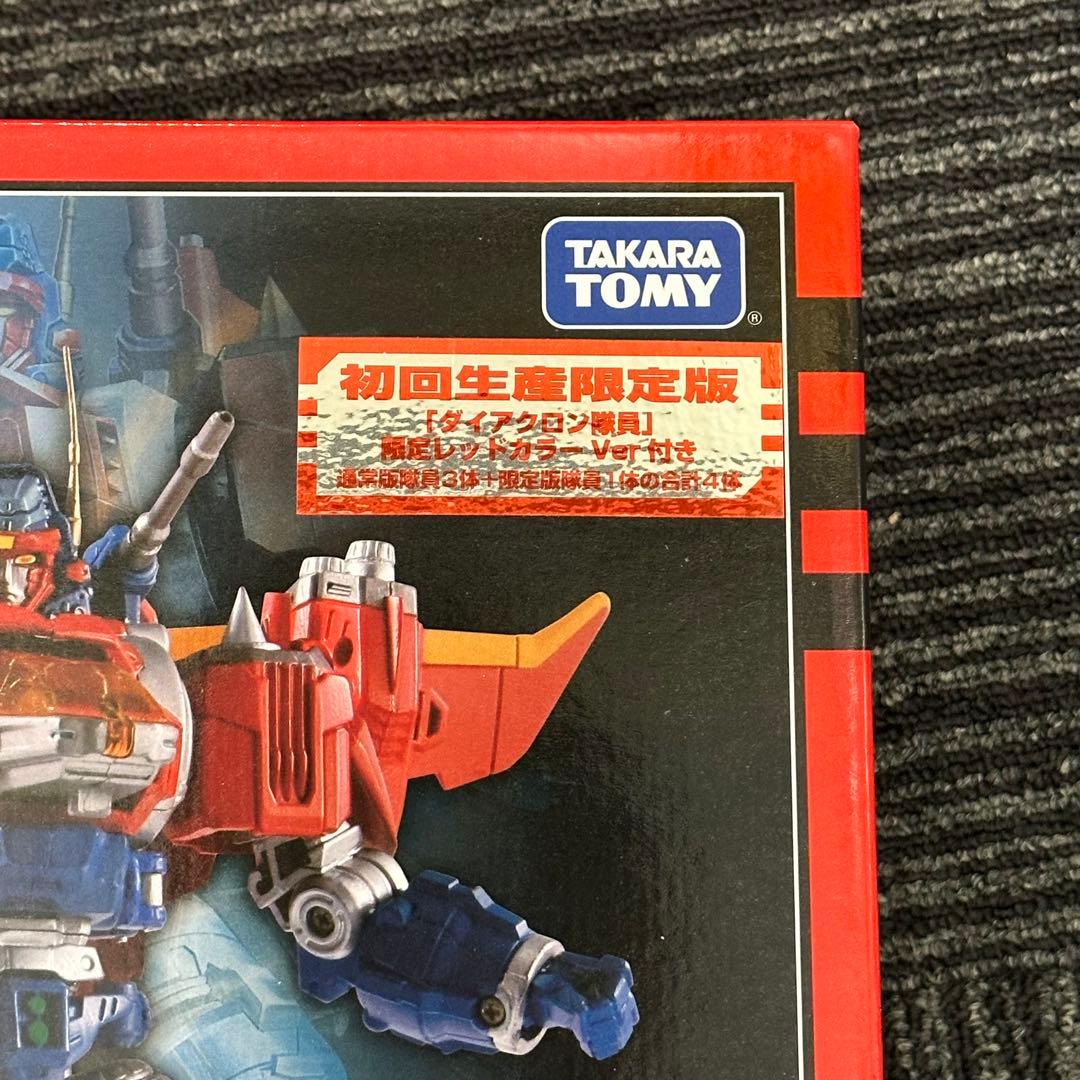 TAKARA
TOMY
®
初回生産限定版
「ダイアクロン隊員」
限定レッドカラーVer付き
通常版隊員3体+限定版隊員1体の合計4体